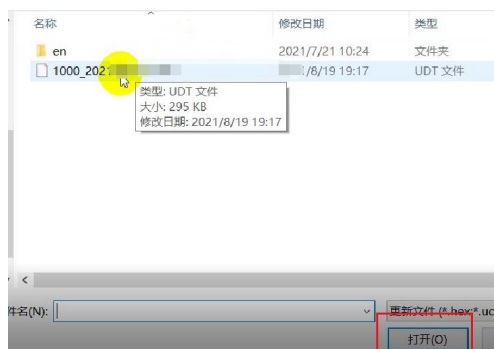 名称 修改日期 类型
en 2021/7/21 10:24 文件夹
1000_2021 /8/19 19:17 UDT 文件
类型: UDT 文件
大小: 295 KB
修改日期: 2021/8/19 19:17
件名(N): 更新文件 (*.hex;*.ud
打开(O)